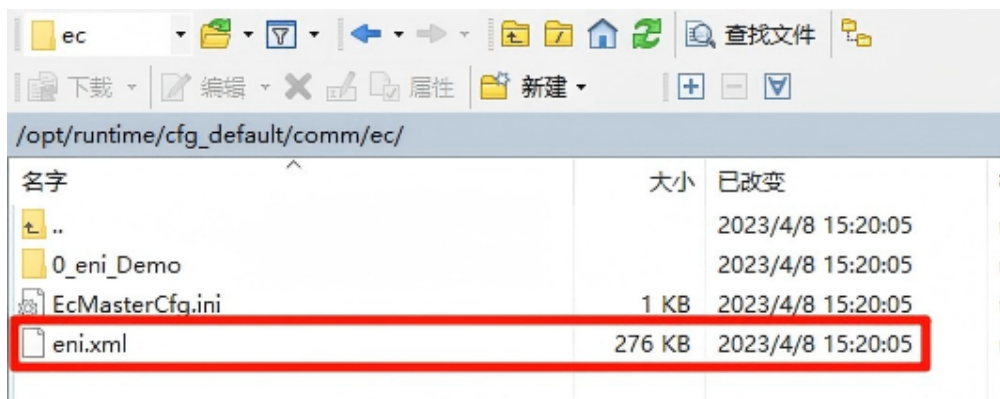 ec
查找文件
下载 编辑 属性 新建
/opt/runtime/cfg_default/comm/ec/
名字 大小 已改变
.. 2023/4/8 15:20:05
0_eni_Demo 2023/4/8 15:20:05
EcMasterCfg.ini 1 KB 2023/4/8 15:20:05
eni.xml 276 KB 2023/4/8 15:20:05